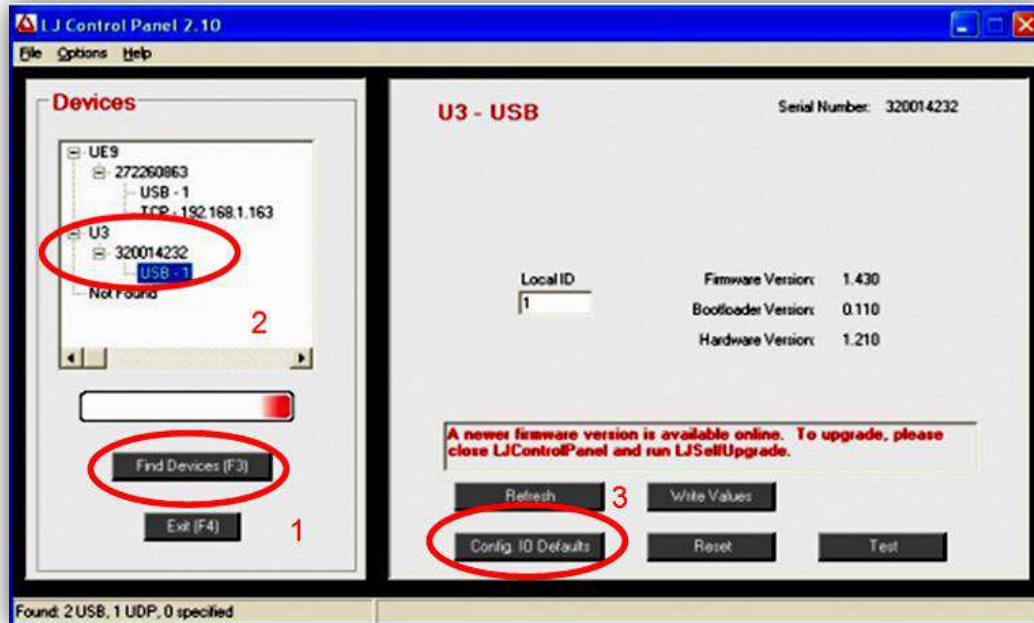 LJ Control Panel 2.10
File Options Help
Devices
UE9
272260863
USB - 1
TCP - 192.168.1.163
U3
320014232
USB - 1
Not Found
2
Find Devices (F3)
Exit (F4)
1
U3 - USB
Serial Number: 320014232
Local ID
1
Firmware Version: 1.430
Bootloader Version: 0.110
Hardware Version: 1.210
A newer firmware version is available online. To upgrade, please
close LJControlPanel and run LJSelfUpgrade.
Refresh
3
Write Values
Config. IO Defaults
Reset
Test
Found: 2 USB, 1 UDP, 0 specified